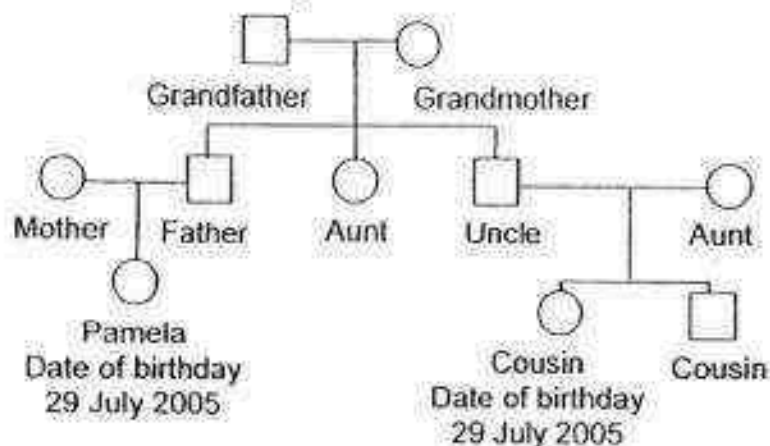 Grandfather
Grandmother
Mother
Father
Aunt
Uncle
Aunt
Pamela
Date of birthday
29 July 2005
Cousin
Date of birthday
29 July 2005
Cousin